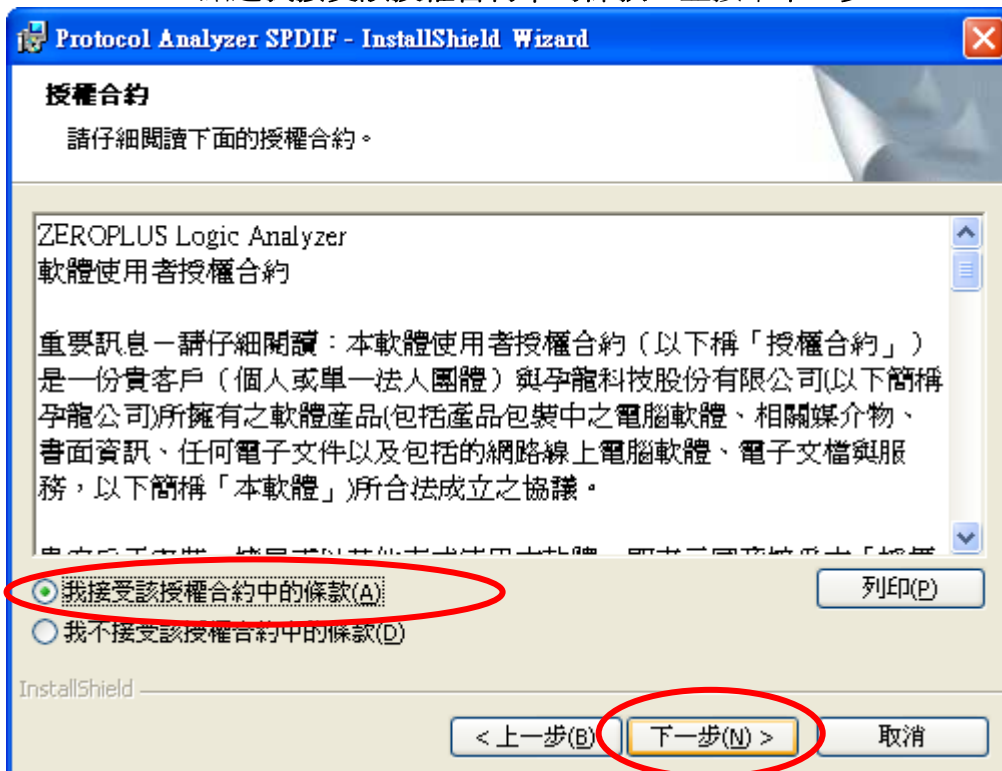 Protocol Analyzer SPDIF - InstallShield Wizard
授權合約
請仔細閱讀下面的授權合約。
ZEROPLUS Logic Analyzer
軟體使用者授權合約
重要訊息－請仔細閱讀：本軟體使用者授權合約（以下稱「授權合約」）
是一份貴客戶（個人或單一法人團體）與孕龍科技股份有限公司(以下簡稱
孕龍公司)所擁有之軟體產品(包括產品包裝中之電腦軟體、相關媒介物、
書面資訊、任何電子文件以及包括的網路線上電腦軟體、電子文檔與服
務，以下簡稱「本軟體」)所合法成立之協議。
我接受該授權合約中的條款(A)
列印(P)
我不接受該授權合約中的條款(D)
InstallShield
< 上一步(B)
下一步(N) >
取消